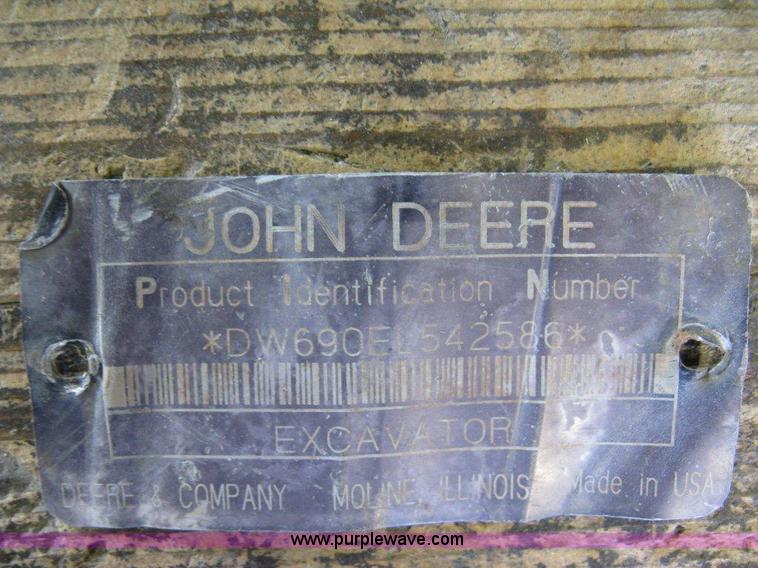 JOHN DEERE
Product Identification Number
*DW690EL542586*
EXCAVATOR
DEERE & COMPANY MOLINE, ILLINOIS Made in USA
www.purplewave.com